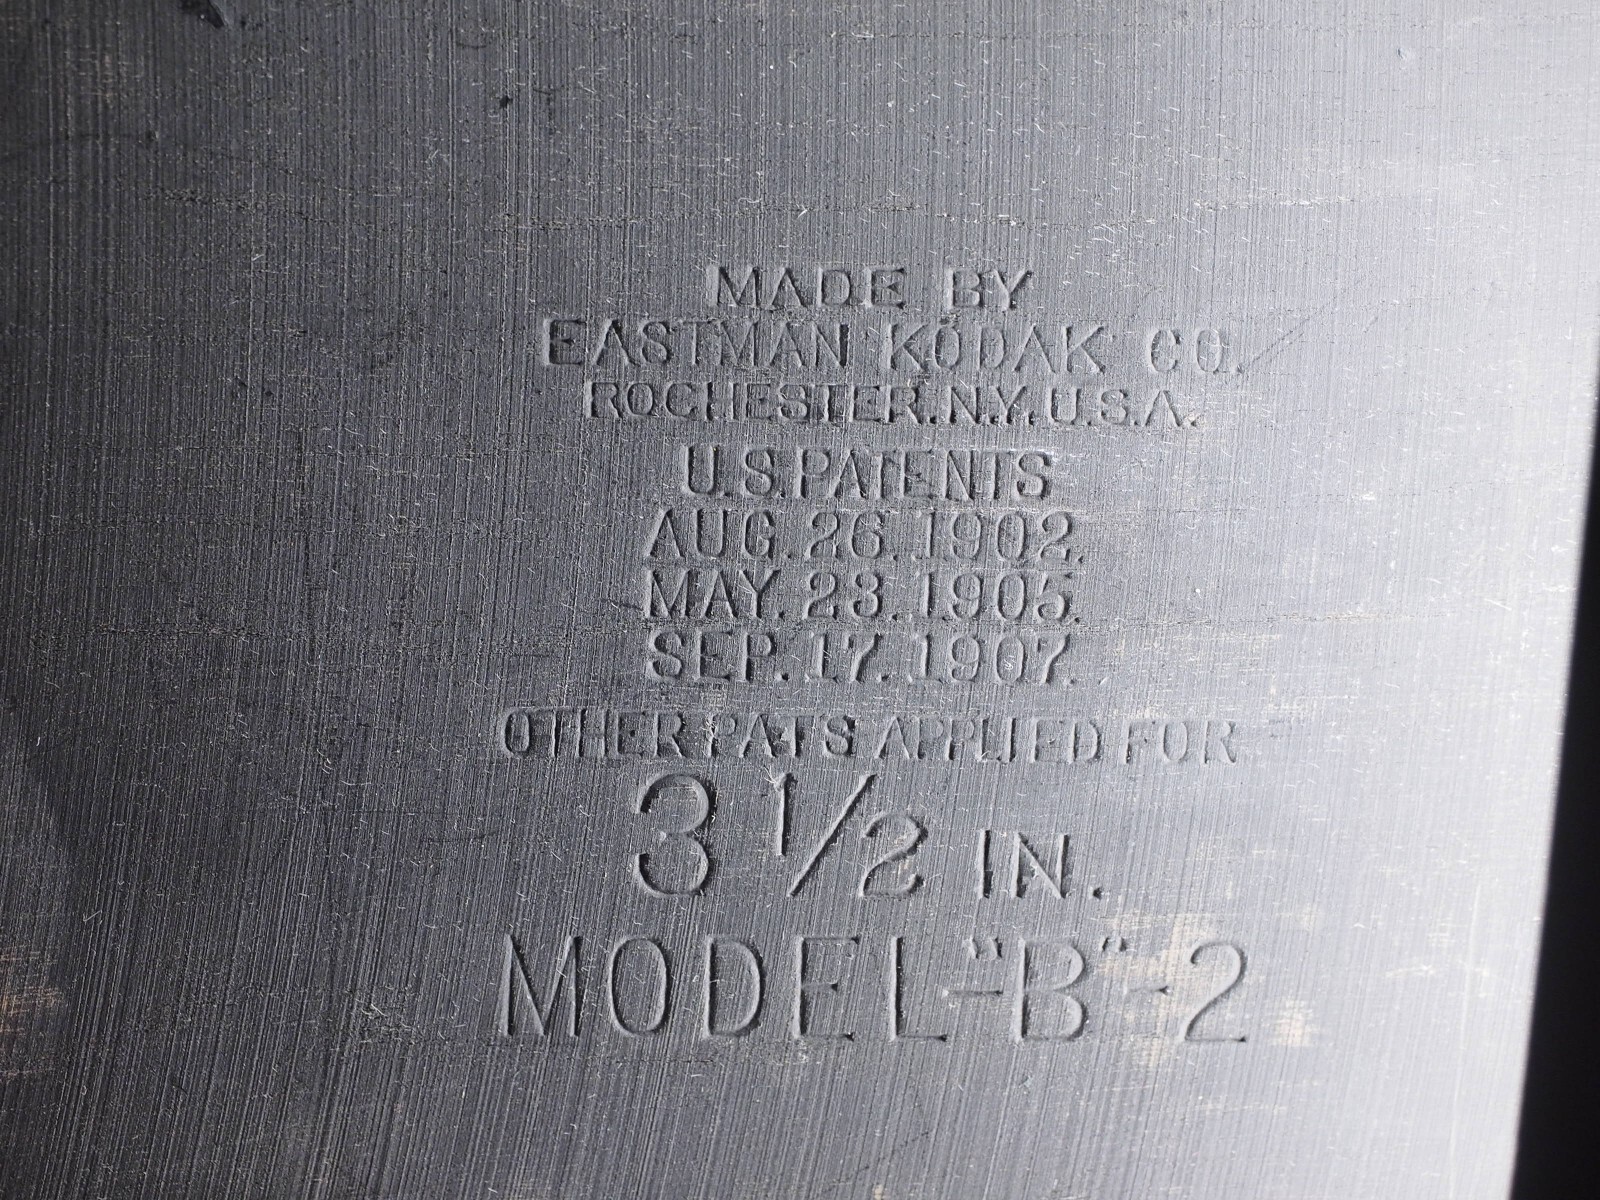 MADE BY
EASTMAN KODAK CO.
ROCHESTER.N.Y.U.S.A.
U.S.PATENTS
AUG.26.1902.
MAY.23.1905.
SEP.17.1907.
OTHER PATS APPLIED FOR
3 1/2 IN.
MODEL-"B"-2